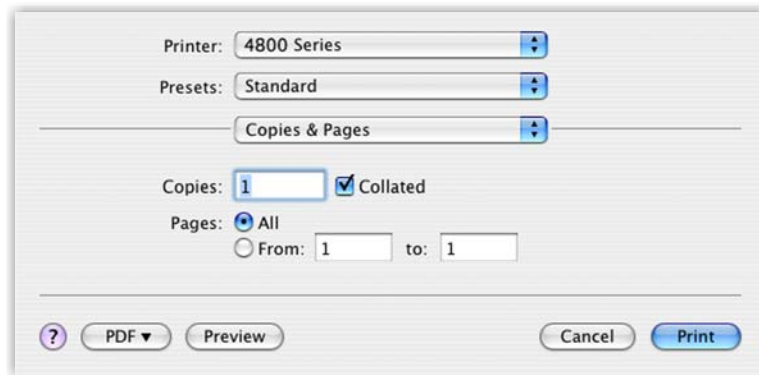 Printer: 4800 Series
Presets: Standard
Copies & Pages
Copies: 1 Collated
Pages: All
From: 1 to: 1
? PDF ▼ Preview Cancel Print